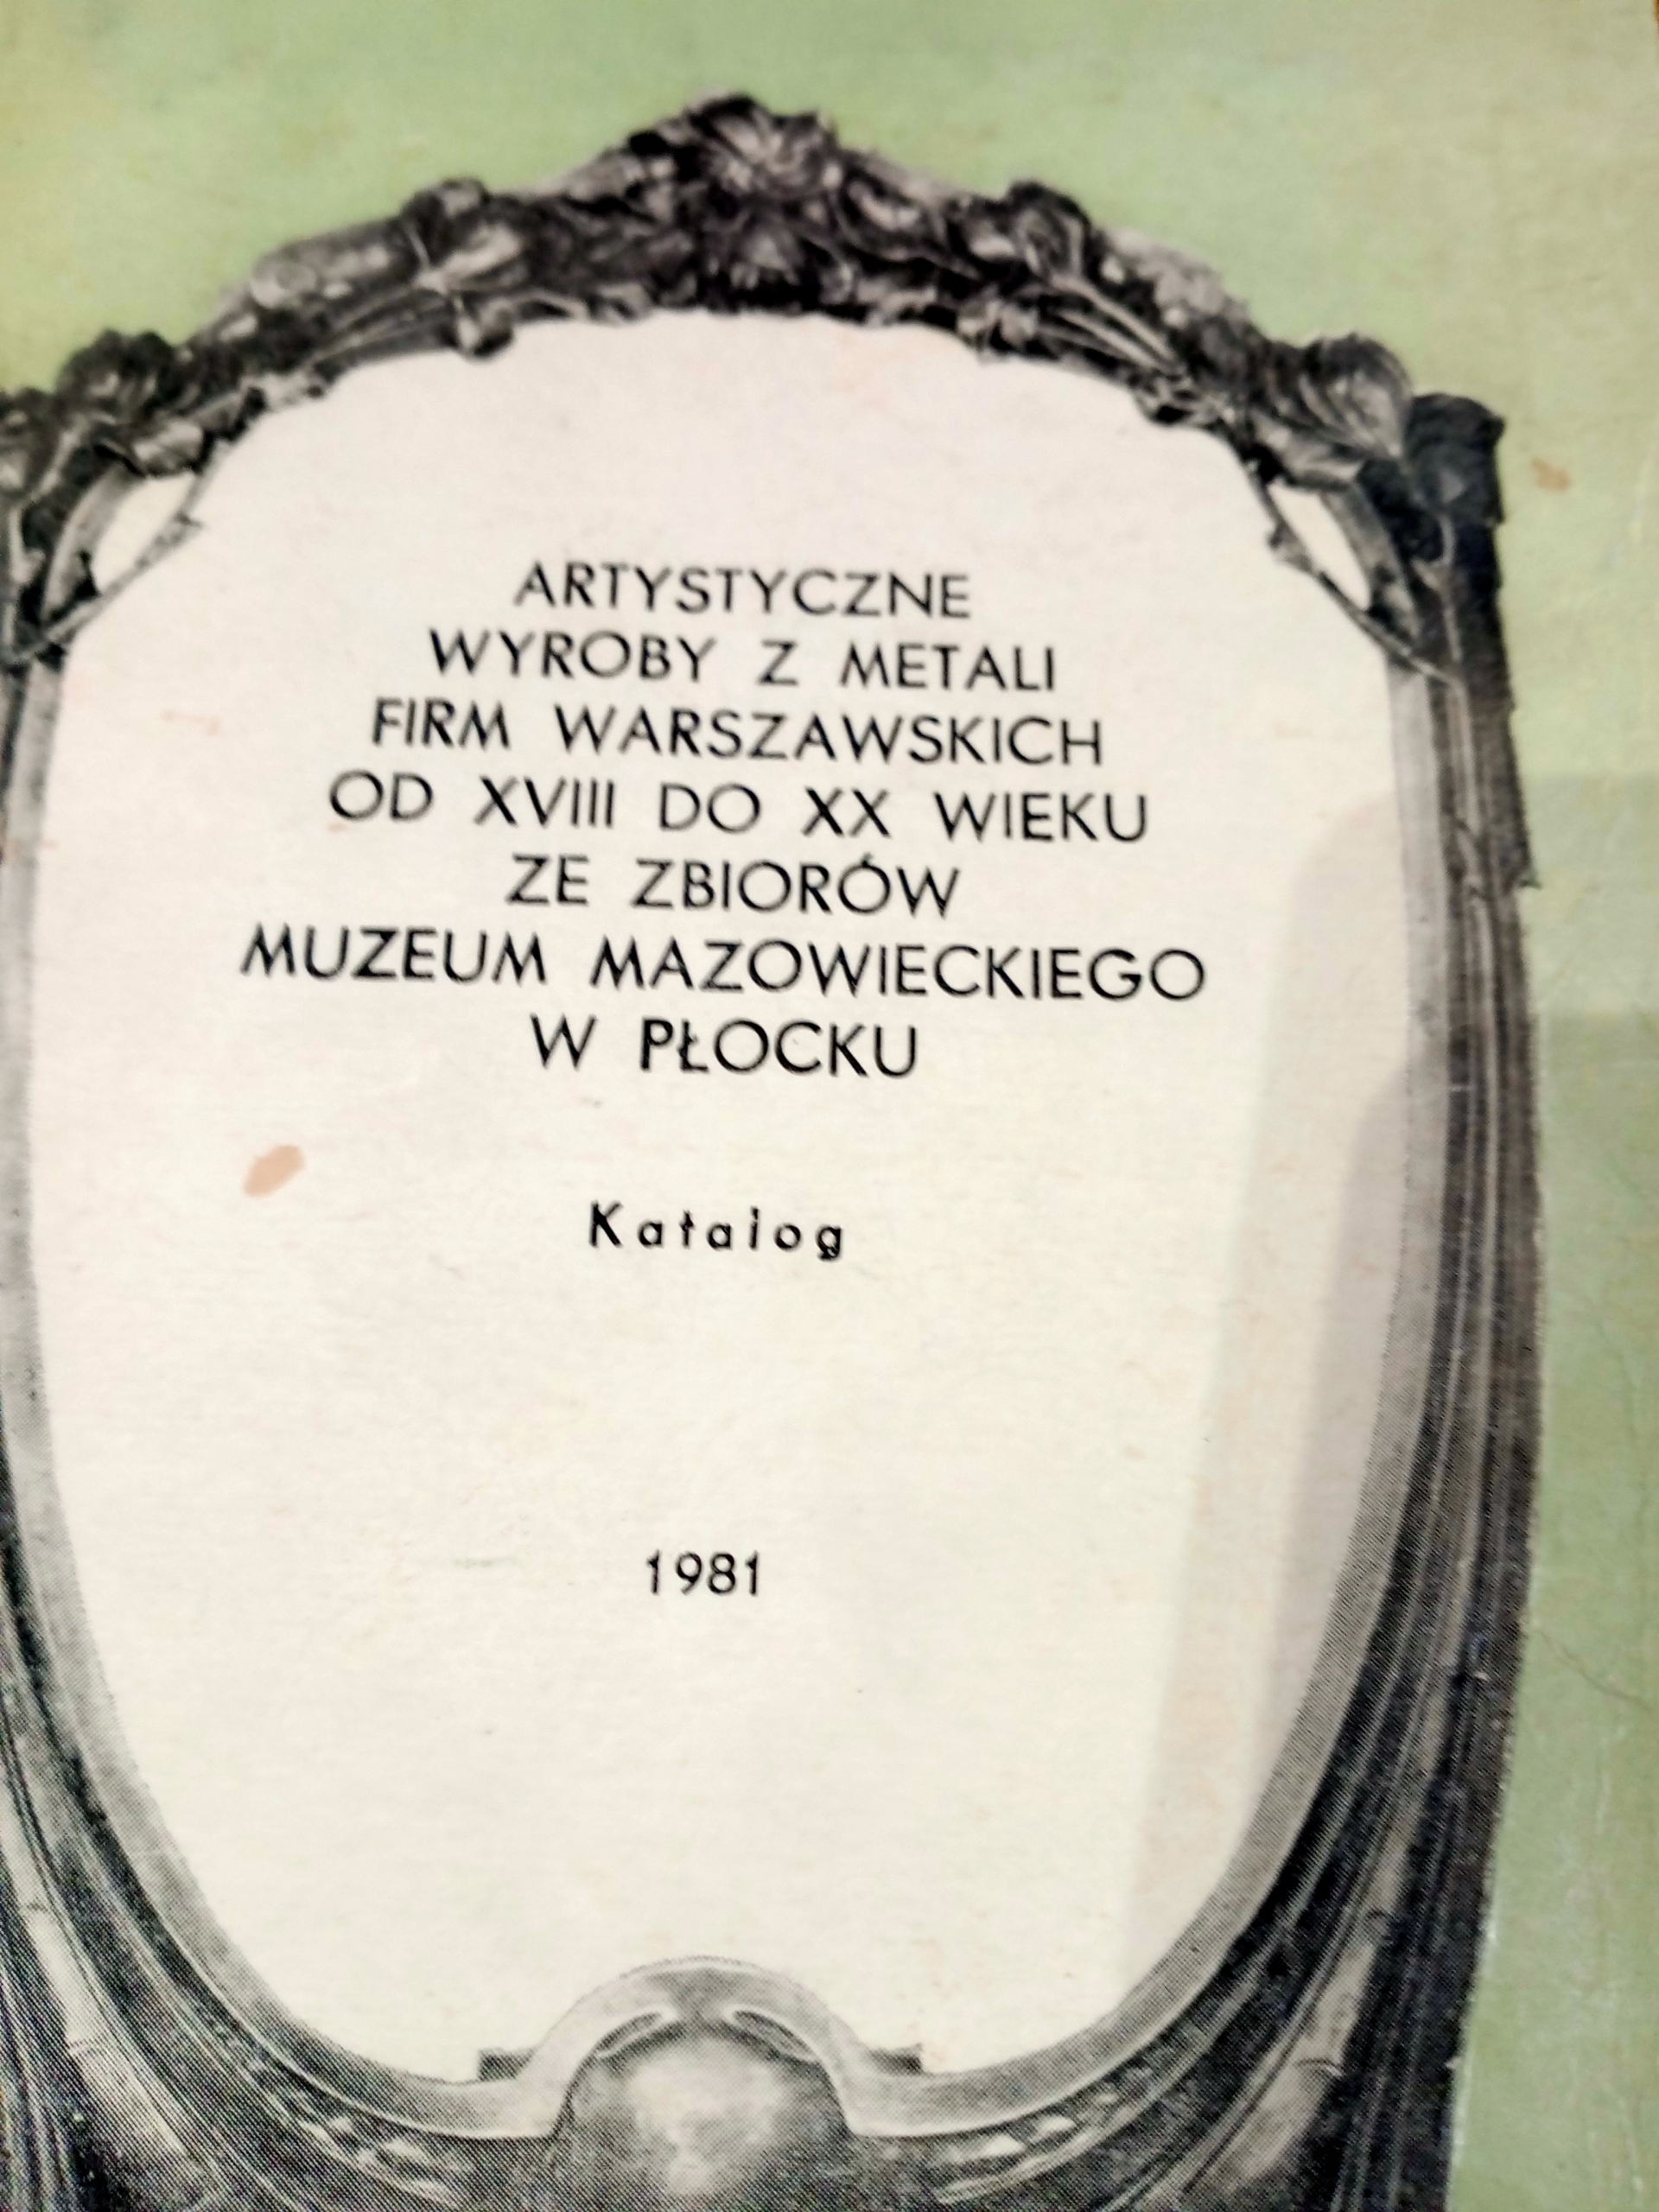 ARTYSTYCZNE
WYROBY Z METALI
FIRM WARSZAWSKICH
OD XVIII DO XX WIEKU
ZE ZBIORÓW
MUZEUM MAZOWIECKIEGO
W PŁOCKU
Katalog
1981